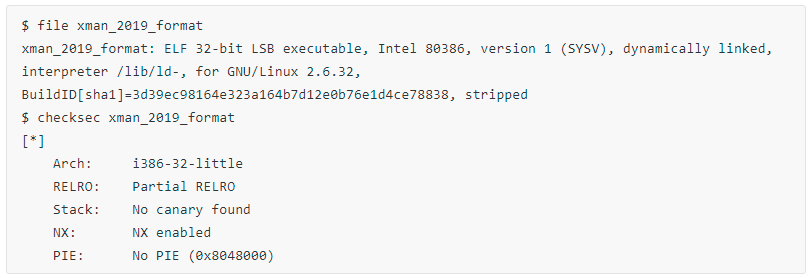 $ file xman_2019_format
xman_2019_format: ELF 32-bit LSB executable, Intel 80386, version 1 (SYSV), dynamically linked,
interpreter /lib/ld-, for GNU/Linux 2.6.32,
BuildID[sha1]=3d39ec98164e323a164b7d12e0b76e1d4ce78838, stripped
$ checksec xman_2019_format
[*]
Arch: i386-32-little
RELRO: Partial RELRO
Stack: No canary found
NX: NX enabled
PIE: No PIE (0x8048000)